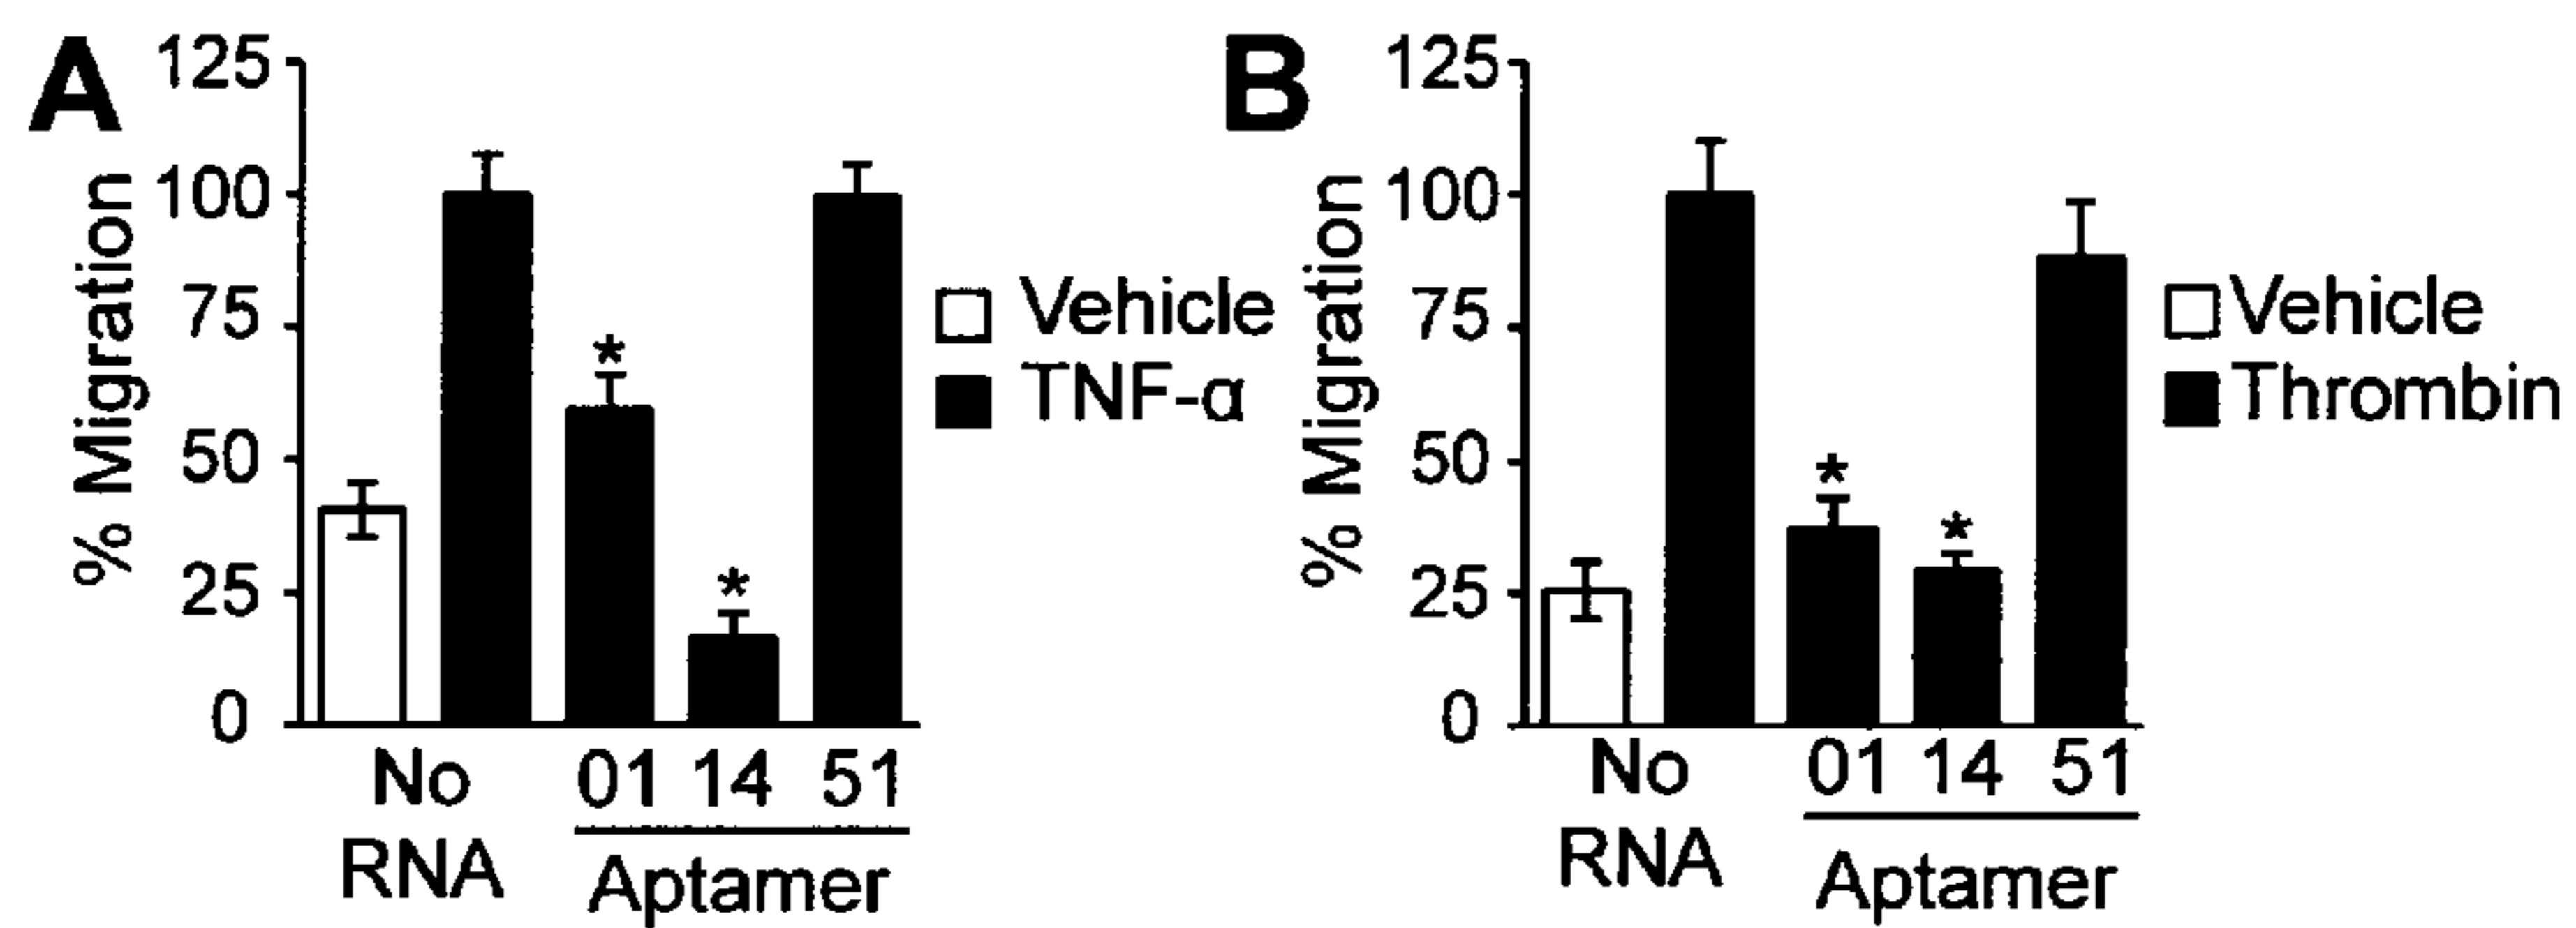 A
125
100
75
50
25
0
% Migration
*
*
No
RNA
01 14 51
Aptamer
Vehicle
TNF-α
B
125
100
75
50
25
0
% Migration
*
*
No
RNA
01 14 51
Aptamer
Vehicle
Thrombin